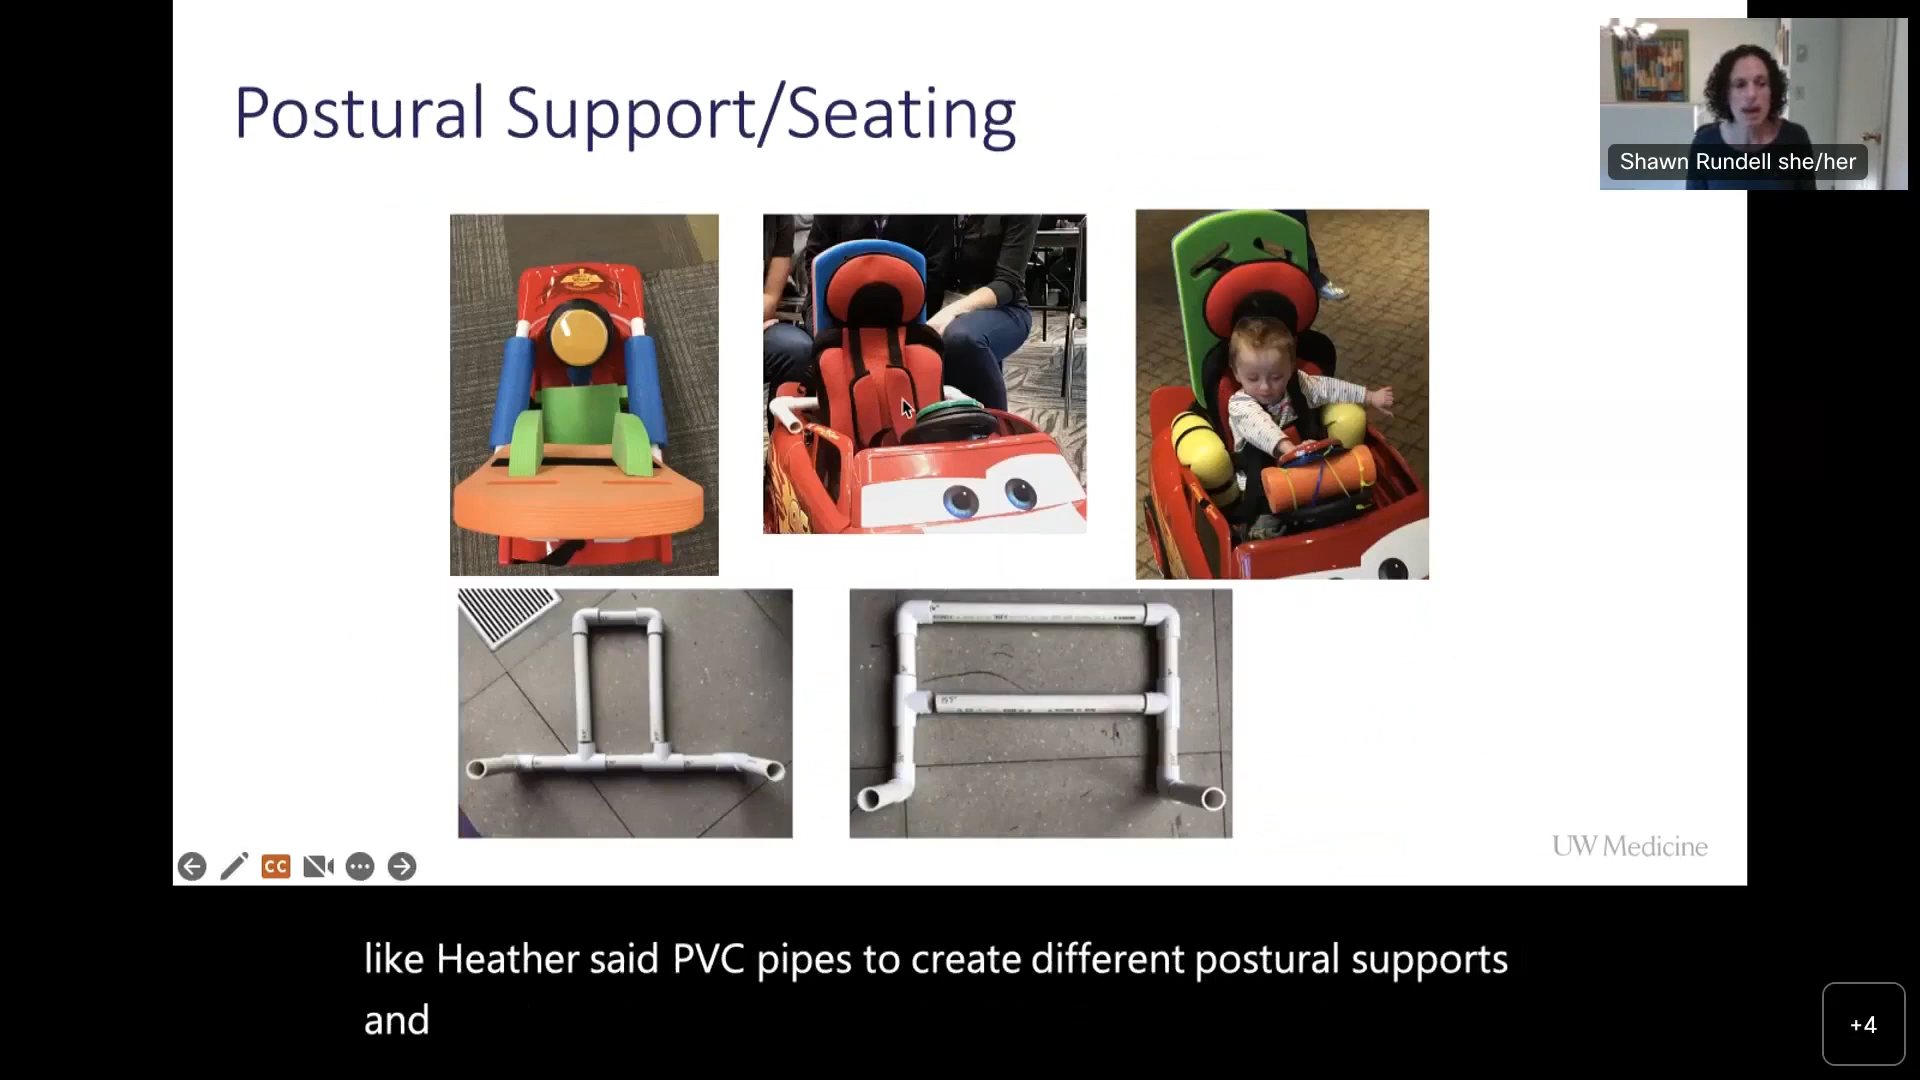 Postural Support/Seating
Shawn Rundell she/her
UW Medicine
CC
like Heather said PVC pipes to create different postural supports
and
+4